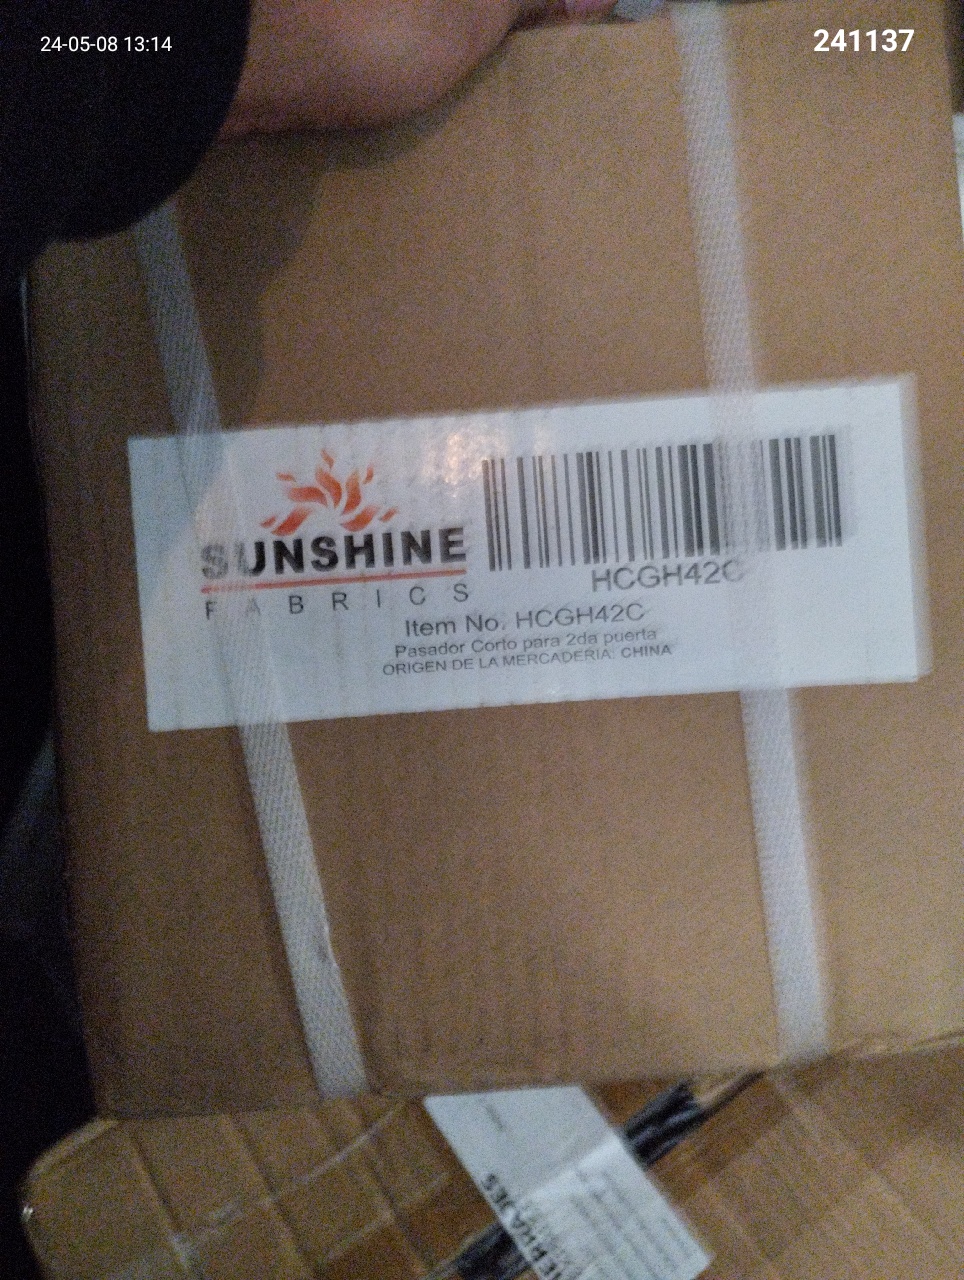 24-05-08 13:14
241137
SUNSHINE
FABRICS
HCGH42C
Item No. HCGH42C
Pasador Corto para 2da puerta
ORIGEN DE LA MERCADERIA: CHINA